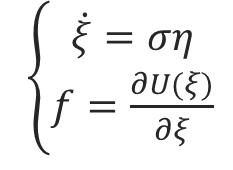 { ξ̇ = ση
f = ∂U(ξ)/∂ξ